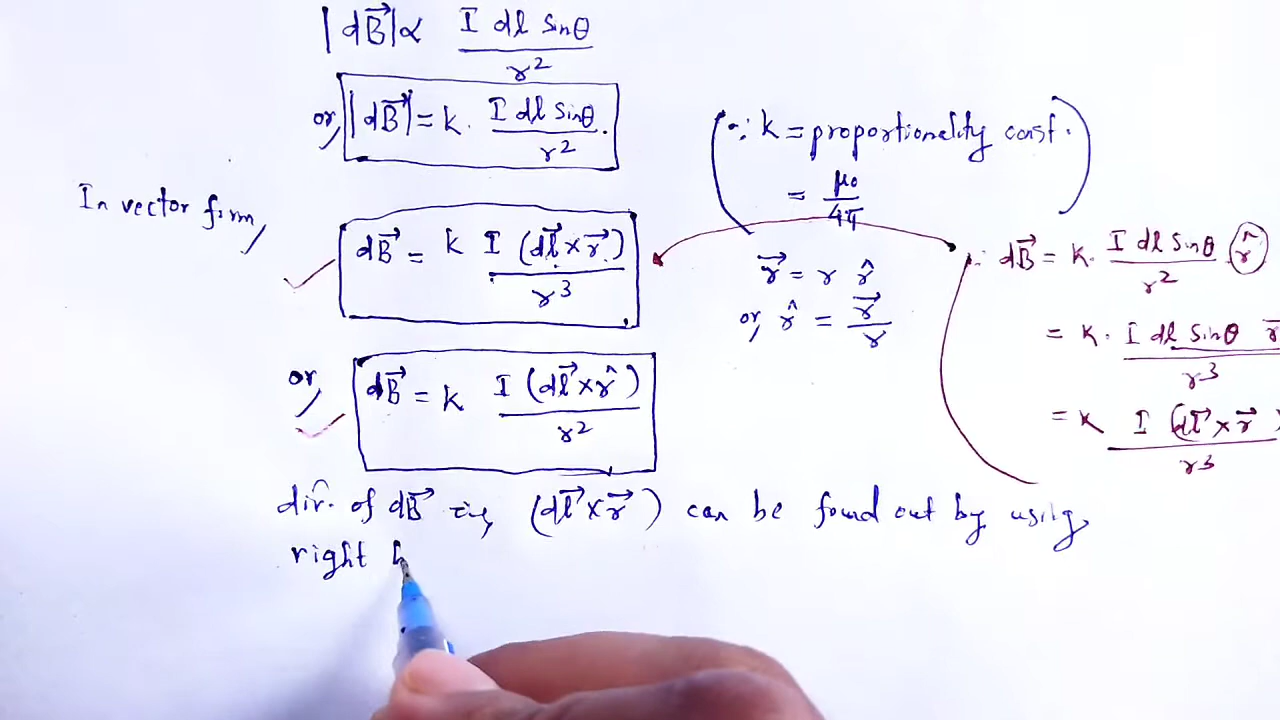 |dB⃗| ∝ I dl sinθ / r²
or, |dB⃗| = k. I dl sinθ / r².
(∵ k = proportionality const.
= μ₀ / 4π)
In vector form,
dB⃗ = k I (dl⃗ × r⃗) / r³
r⃗ = r r̂
or, r̂ = r⃗ / r
∵ dB⃗ = k. I dl sinθ / r² . r̂
= k. I dl sinθ r⃗ / r³
= k I (dl⃗ × r⃗) / r³
or, dB⃗ = k I (dl⃗ × r̂) / r²
dirⁿ. of dB⃗ (dl⃗ × r⃗) can be found out by using
right h